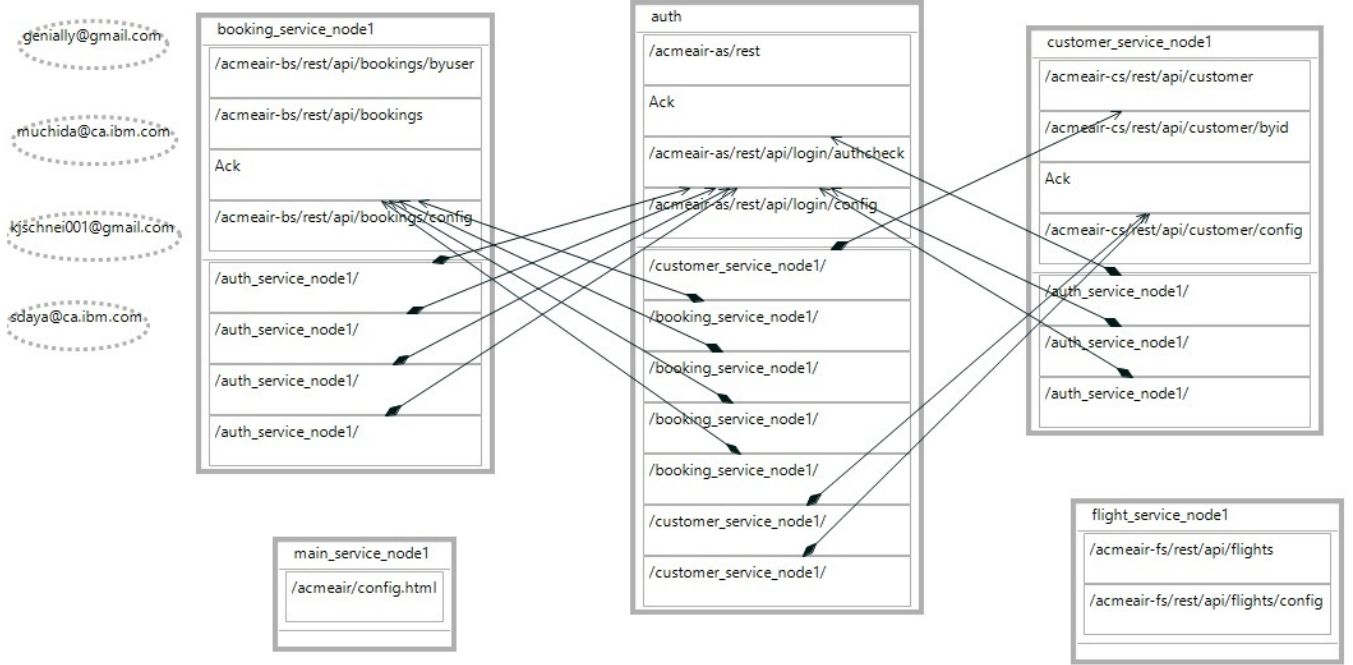 genially@gmail.com
muchida@ca.ibm.com
kjschnei001@gmail.com
sdaya@ca.ibm.com
booking_service_node1
/acmeair-bs/rest/api/bookings/byuser
/acmeair-bs/rest/api/bookings
Ack
/acmeair-bs/rest/api/bookings/config
/auth_service_node1/
/auth_service_node1/
/auth_service_node1/
/auth_service_node1/
main_service_node1
/acmeair/config.html
auth
/acmeair-as/rest
Ack
/acmeair-as/rest/api/login/authcheck
/acmeair-as/rest/api/login/config
/customer_service_node1/
/booking_service_node1/
/booking_service_node1/
/booking_service_node1/
/booking_service_node1/
/customer_service_node1/
/customer_service_node1/
customer_service_node1
/acmeair-cs/rest/api/customer
/acmeair-cs/rest/api/customer/byid
Ack
/acmeair-cs/rest/api/customer/config
/auth_service_node1/
/auth_service_node1/
/auth_service_node1/
flight_service_node1
/acmeair-fs/rest/api/flights
/acmeair-fs/rest/api/flights/config